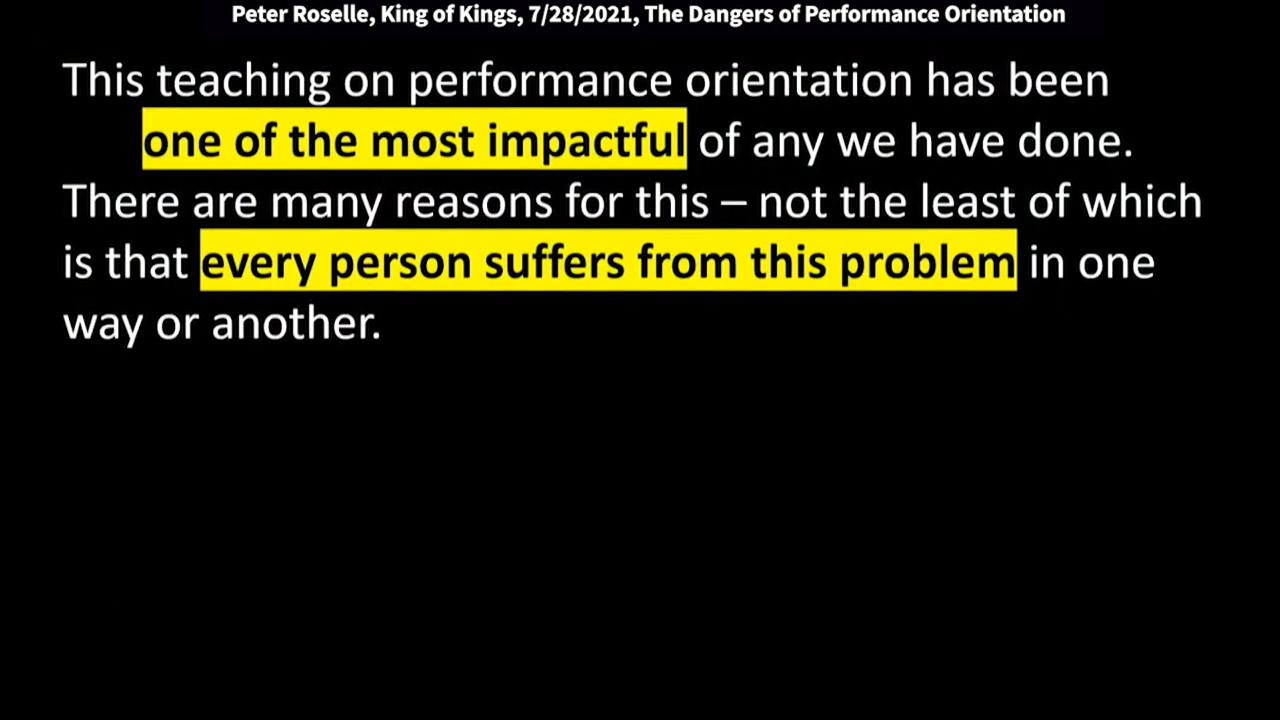 Peter Roselle, King of Kings, 7/28/2021, The Dangers of Performance Orientation
This teaching on performance orientation has been
one of the most impactful of any we have done.
There are many reasons for this – not the least of which
is that every person suffers from this problem in one
way or another.